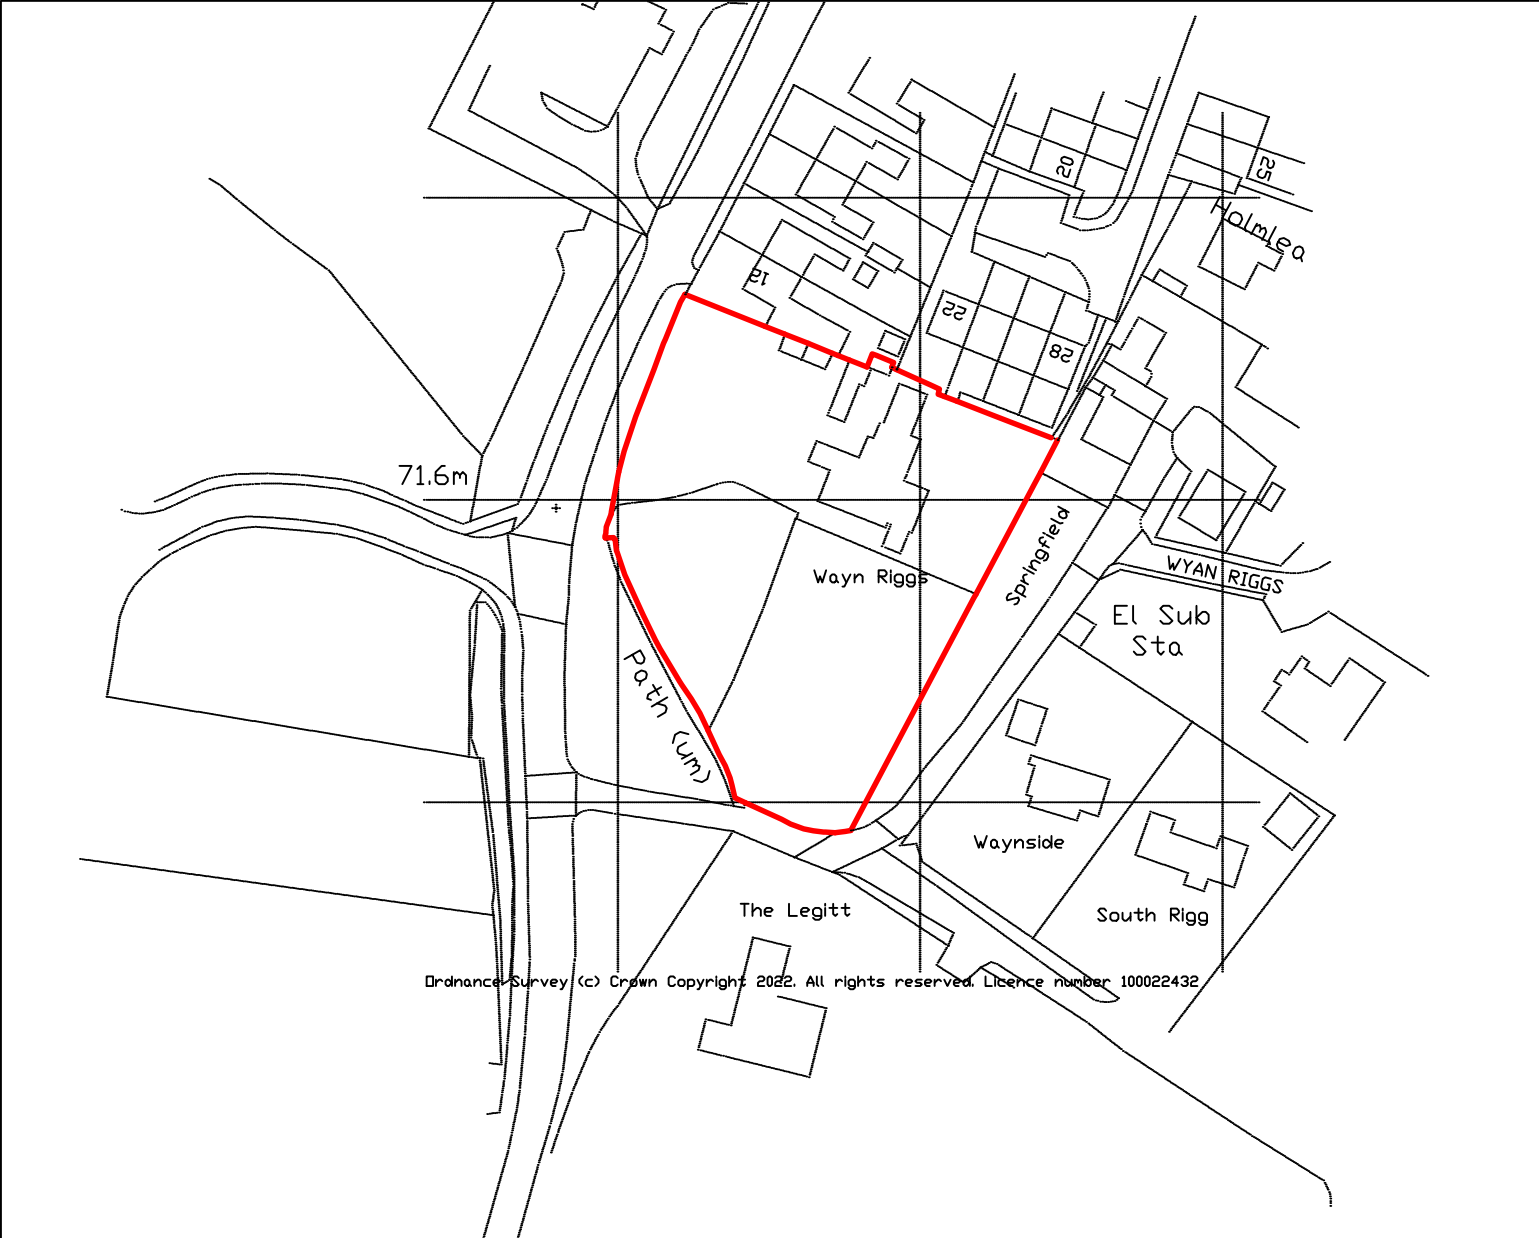 20
25
Holmlea
12
22
28
71.6m
Springfield
Wayn Riggs
WYAN RIGGS
El Sub
Sta
Path (um)
Waynside
The Legitt
South Rigg
Ordnance Survey (c) Crown Copyright 2022. All rights reserved. Licence number 100022432